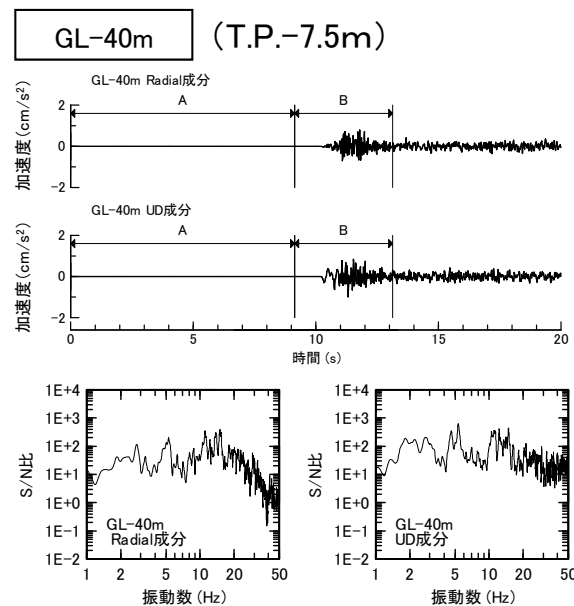 GL-40m （T.P.-7.5m）
GL-40m Radial成分
A B
2
0
-2
加速度(cm/s²)
GL-40m UD成分
A B
2
0
-2
加速度(cm/s²)
0 5 10 15 20
時間(s)
1E+4 1E+4
1E+3 1E+3
1E+2 1E+2
1E+1 1E+1
1E+0 1E+0
1E-1 1E-1
1E-2 1E-2
S/N比 S/N比
GL-40m GL-40m
Radial成分 UD成分
1 2 5 10 20 50 1 2 5 10 20 50
振動数(Hz) 振動数(Hz)